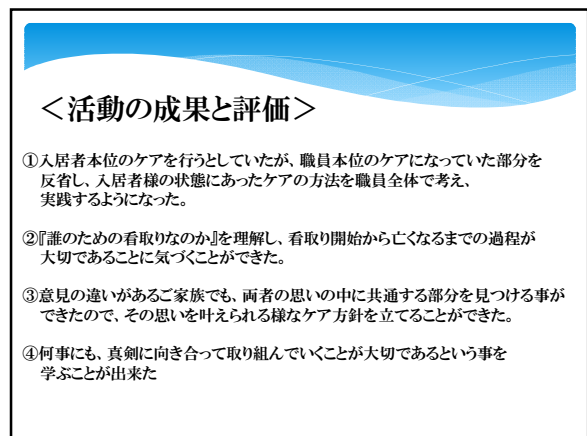 ＜活動の成果と評価＞
①入居者本位のケアを行うとしていたが、職員本位のケアになっていた部分を
反省し、入居者様の状態にあったケアの方法を職員全体で考え、
実践するようになった。
②『誰のための看取りなのか』を理解し、看取り開始から亡くなるまでの過程が
大切であることに気づくことができた。
③意見の違いがあるご家族でも、両者の思いの中に共通する部分を見つける事が
できたので、その思いを叶えられる様なケア方針を立てることができた。
④何事にも、真剣に向き合って取り組んでいくことが大切であるという事を
学ぶことが出来た